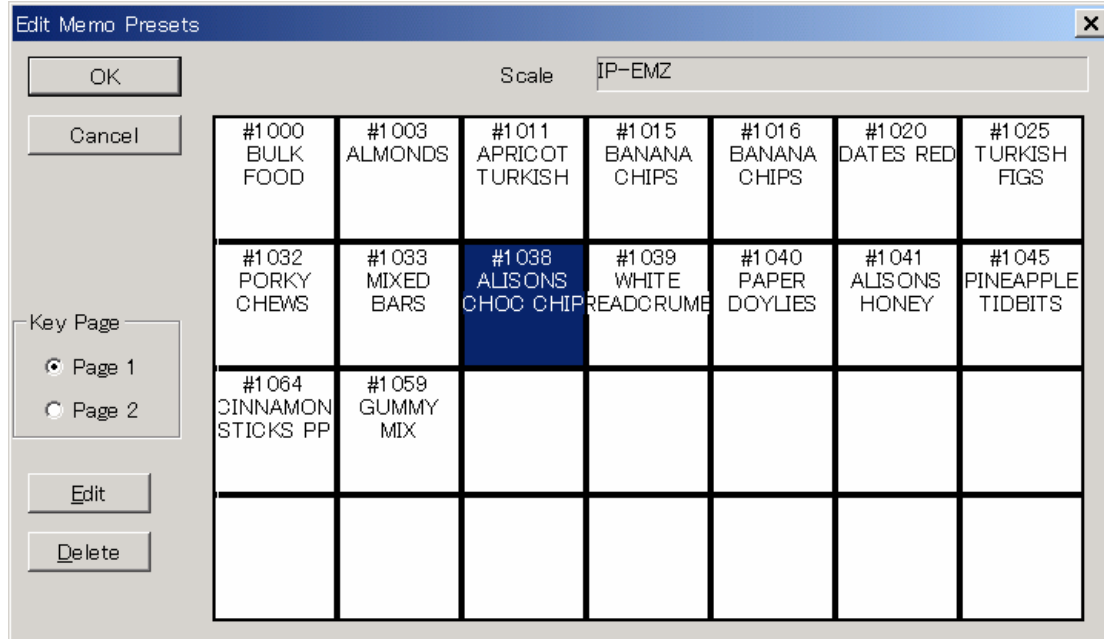 Edit Memo Presets
OK
Scale
IP-EMZ
Cancel
#1000
BULK
FOOD
#1003
ALMONDS
#1011
APRICOT
TURKISH
#1015
BANANA
CHIPS
#1016
BANANA
CHIPS
#1020
DATES RED
#1025
TURKISH
FIGS
#1032
PORKY
CHEWS
#1033
MIXED
BARS
#1038
ALISONS
CHOC CHIP
#1039
WHITE
READCRUMB
#1040
PAPER
DOYLIES
#1041
ALISONS
HONEY
#1045
PINEAPPLE
TIDBITS
Key Page
Page 1
Page 2
#1064
CINNAMON
STICKS PP
#1059
GUMMY
MIX
Edit
Delete